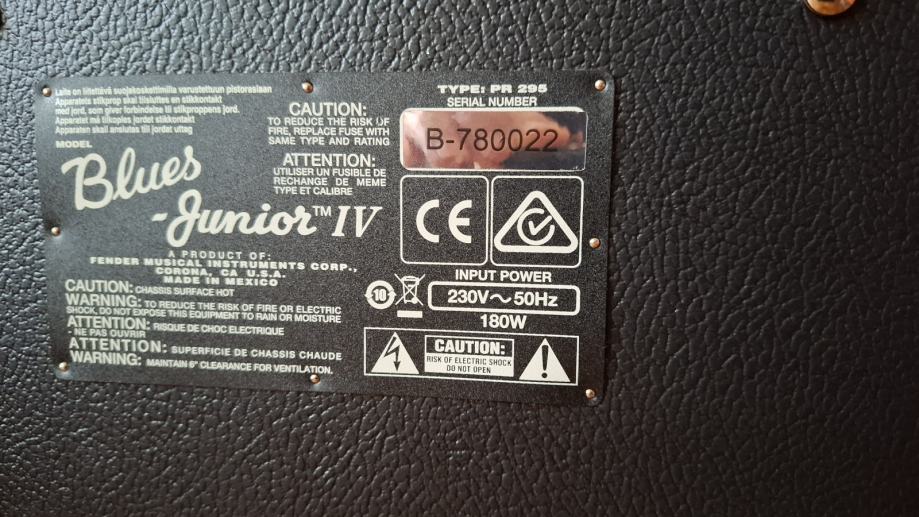 Laite on liitettävä suojakoskettimilla varustettuun pistorasiaan
Apparatets stikprop skal tilsluttes en stikkontakt
med jord, som giver forbindelse til stikproppens jord.
Apparatet må tilkoples jordet stikkontakt
Apparaten skall anslutas till jordat uttag
MODEL
Blues
Junior™ IV
A PRODUCT OF:
FENDER MUSICAL INSTRUMENTS CORP.,
CORONA, CA U.S.A.
MADE IN MEXICO
CAUTION:
TO REDUCE THE RISK OF
FIRE, REPLACE FUSE WITH
SAME TYPE AND RATING
ATTENTION:
UTILISER UN FUSIBLE DE
RECHANGE DE MEME
TYPE ET CALIBRE
TYPE: PR 295
SERIAL NUMBER
B-780022
CE
INPUT POWER
10
230V~50Hz
180W
CAUTION: CHASSIS SURFACE HOT
WARNING: TO REDUCE THE RISK OF FIRE OR ELECTRIC
SHOCK, DO NOT EXPOSE THIS EQUIPMENT TO RAIN OR MOISTURE
ATTENTION: RISQUE DE CHOC ELECTRIQUE
- NE PAS OUVRIR
ATTENTION: SUPERFICIE DE CHASSIS CHAUDE
WARNING: MAINTAIN 6" CLEARANCE FOR VENTILATION.
CAUTION:
RISK OF ELECTRIC SHOCK
DO NOT OPEN